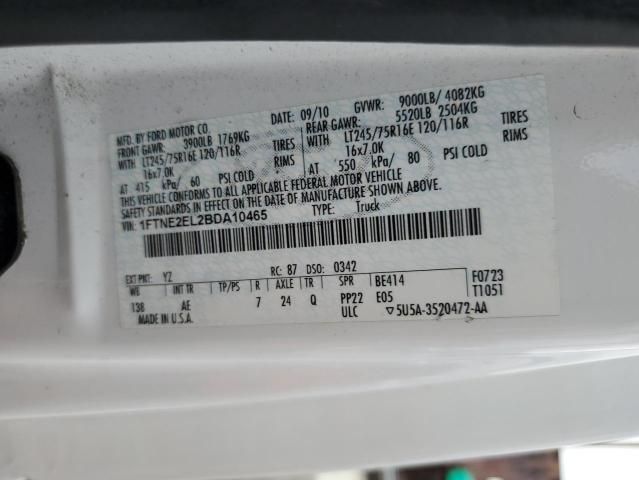 MFD. BY FORD MOTOR CO. DATE: 09/10 GVWR: 9000LB/ 4082KG
FRONT GAWR: 3900LB 1769KG REAR GAWR: 5520LB 2504KG
WITH LT245/75R16E 120/116R TIRES WITH LT245/75R16E 120/116R TIRES
16x7.0K RIMS 16x7.0K RIMS
AT 415 kPa/ 60 PSI COLD AT 550 kPa/ 80 PSI COLD
THIS VEHICLE CONFORMS TO ALL APPLICABLE FEDERAL MOTOR VEHICLE
SAFETY STANDARDS IN EFFECT ON THE DATE OF MANUFACTURE SHOWN ABOVE.
VIN: 1FTNE2EL2BDA10465 TYPE: Truck
EXT PNT: YZ RC: 87 DSO: 0342
WB INT TR TP/PS R AXLE TR SPR BE414 F0723
138 AE 7 24 Q PP22 E05 T1051
MADE IN U.S.A. ULC ▽5U5A-3520472-AA